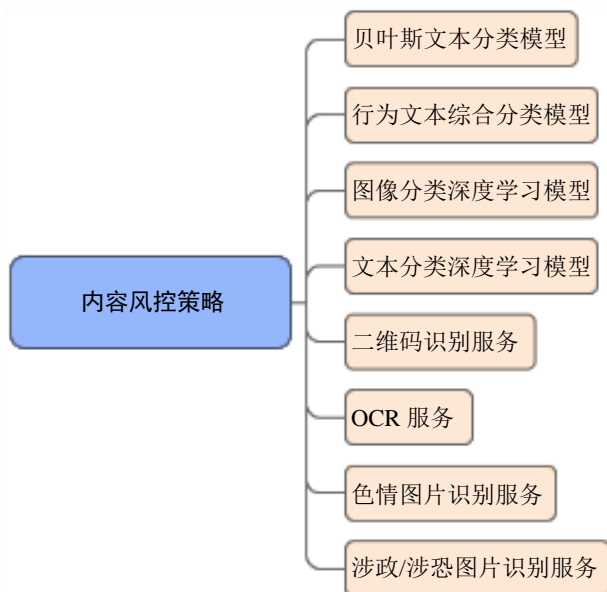 贝叶斯文本分类模型
行为文本综合分类模型
图像分类深度学习模型
文本分类深度学习模型
内容风控策略
二维码识别服务
OCR 服务
色情图片识别服务
涉政/涉恐图片识别服务